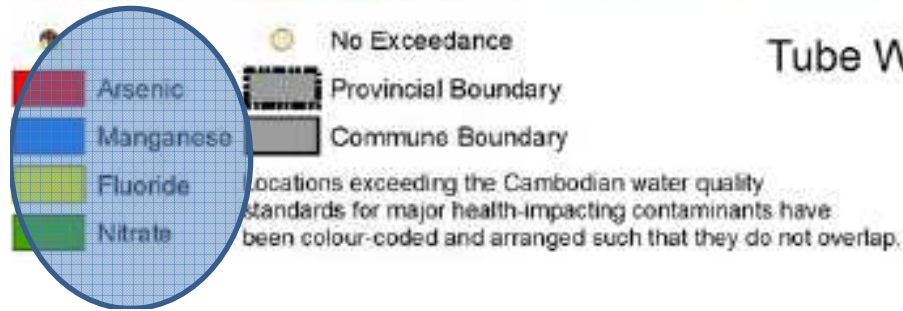 No Exceedance
Tube W
Arsenic
Provincial Boundary
Manganese
Commune Boundary
Fluoride
Locations exceeding the Cambodian water quality
standards for major health-impacting contaminants have
Nitrate
been colour-coded and arranged such that they do not overlap.